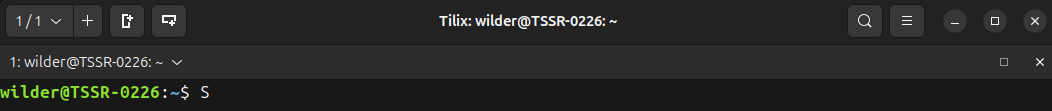 1 / 1
Tilix: wilder@TSSR-0226: ~
1: wilder@TSSR-0226: ~
wilder@TSSR-0226:~$ S